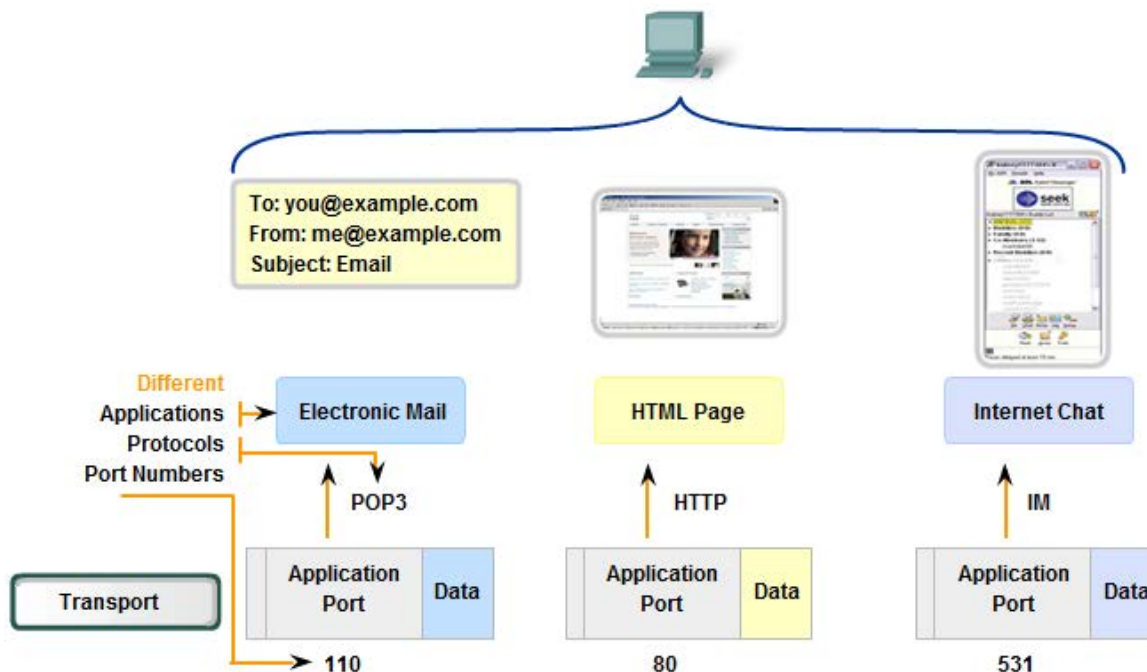 To: you@example.com
From: me@example.com
Subject: Email
seek
Different
Applications
Protocols
Port Numbers
Electronic Mail
HTML Page
Internet Chat
POP3
HTTP
IM
Transport
Application
Port
Data
Application
Port
Data
Application
Port
Data
110
80
531